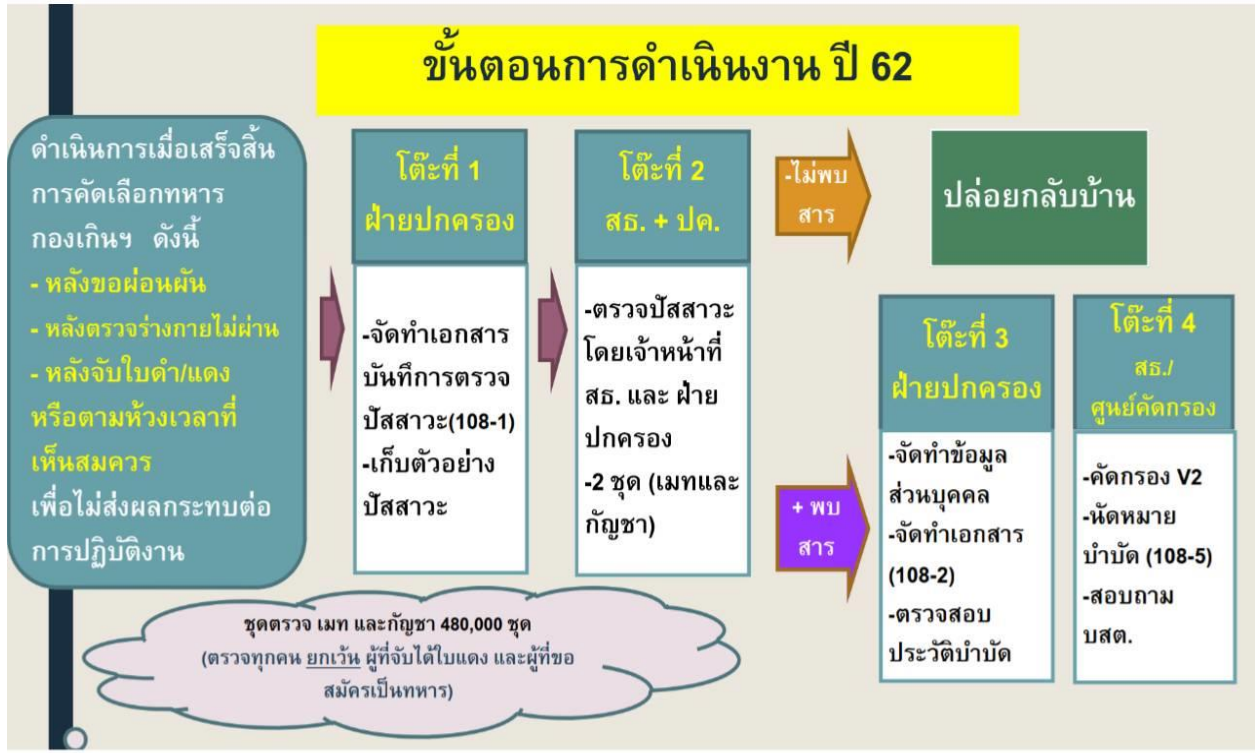 ขั้นตอนการดำเนินงาน ปี 62
ดำเนินการเมื่อเสร็จสิ้น
การคัดเลือกทหาร
กองเกินฯ ดังนี้
- หลังขอผ่อนผัน
- หลังตรวจร่างกายไม่ผ่าน
- หลังจับใบดำ/แดง
หรือตามห้วงเวลาที่
เห็นสมควร
เพื่อไม่ส่งผลกระทบต่อ
การปฏิบัติงาน
โต๊ะที่ 1
ฝ่ายปกครอง
-จัดทำเอกสาร
บันทึการตรวจ
ปัสสาวะ(108-1)
-เก็บตัวอย่าง
ปัสสาวะ
โต๊ะที่ 2
สธ. + ปค.
-ตรวจปัสสาวะ
โดยเจ้าหน้าที่
สธ. และ ฝ่าย
ปกครอง
-2 ชุด (เมทและ
กัญชา)
-ไม่พบ
สาร
ปล่อยกลับบ้าน
+ พบ
สาร
โต๊ะที่ 3
ฝ่ายปกครอง
-จัดทำข้อมูล
ส่วนบุคคล
-จัดทำเอกสาร
(108-2)
-ตรวจสอบ
ประวัติบำบัด
โต๊ะที่ 4
สธ./
ศูนย์คัดกรอง
-คัดกรอง V2
-นัดหมาย
บำบัด (108-5)
-สอบถาม
บสต.
ชุดตรวจ เมท และกัญชา 480,000 ชุด
(ตรวจทุกคน ยกเว้น ผู้ที่จับได้ใบแดง และผู้ที่ขอ
สมัครเป็นทหาร)